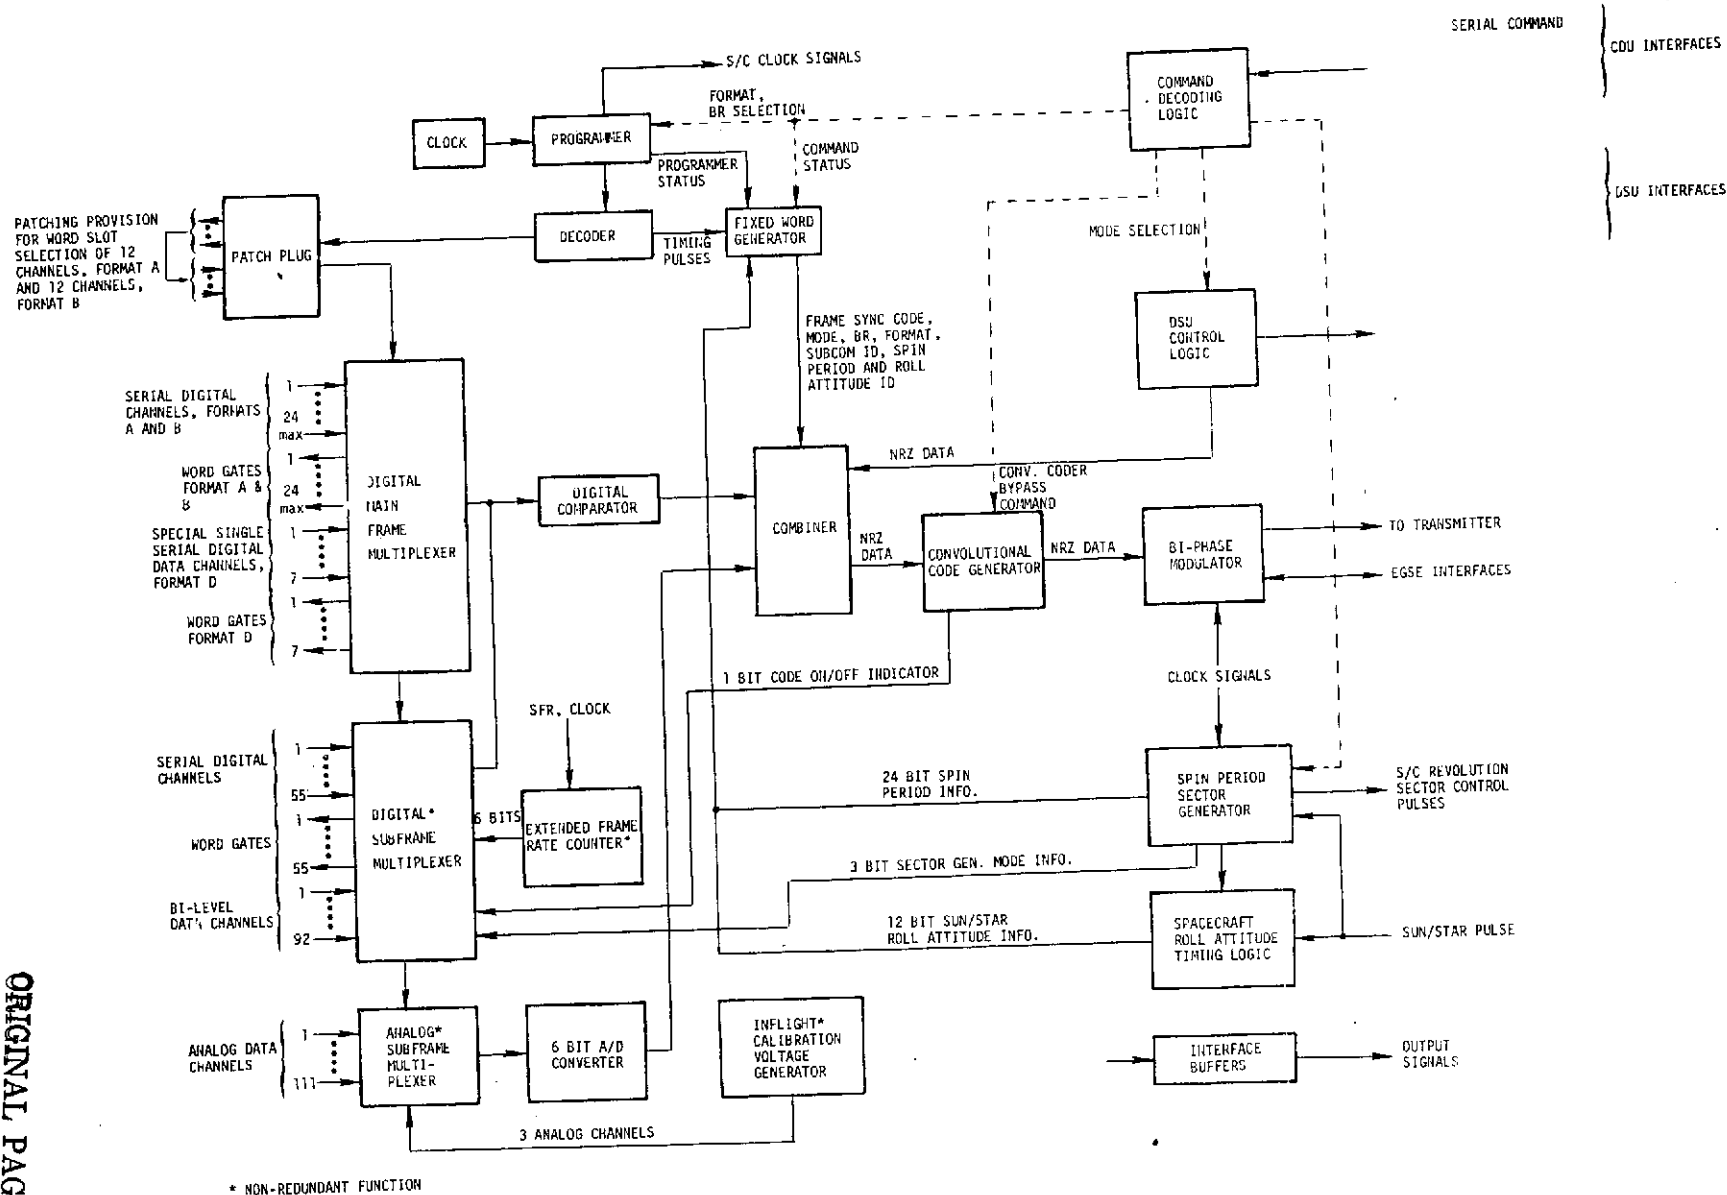 SERIAL COMMAND
CDU INTERFACES
S/C CLOCK SIGNALS
FORMAT,
BR SELECTION
COMMAND
DECODING
LOGIC
CLOCK
PROGRAMMER
PROGRAMMER
STATUS
COMMAND
STATUS
DSU INTERFACES
PATCHING PROVISION
FOR WORD SLOT
SELECTION OF 12
CHANNELS, FORMAT A
AND 12 CHANNELS,
FORMAT B
PATCH PLUG
DECODER
TIMING
PULSES
FIXED WORD
GENERATOR
MODE SELECTION
FRAME SYNC CODE,
MODE, BR, FORMAT,
SUBCOM ID, SPIN
PERIOD AND ROLL
ATTITUDE ID
DSU
CONTROL
LOGIC
SERIAL DIGITAL
CHANNELS, FORMATS
A AND B
1
24
max
WORD GATES
FORMAT A &
B
1
24
max
SPECIAL SINGLE
SERIAL DIGITAL
DATA CHANNELS,
FORMAT D
1
7
WORD GATES
FORMAT D
1
7
DIGITAL
MAIN
FRAME
MULTIPLEXER
DIGITAL
COMPARATOR
COMBINER
NRZ DATA
CONV. CODER
BYPASS
COMMAND
NRZ
DATA
CONVOLUTIONAL
CODE GENERATOR
NRZ DATA
BI-PHASE
MODULATOR
TO TRANSMITTER
EGSE INTERFACES
1 BIT CODE ON/OFF INDICATOR
CLOCK SIGNALS
SFR, CLOCK
SERIAL DIGITAL
CHANNELS
1
55
WORD GATES
1
55
BI-LEVEL
DATA CHANNELS
1
92
DIGITAL*
SUBFRAME
MULTIPLEXER
6 BITS
EXTENDED FRAME
RATE COUNTER*
24 BIT SPIN
PERIOD INFO.
SPIN PERIOD
SECTOR
GENERATOR
S/C REVOLUTION
SECTOR CONTROL
PULSES
3 BIT SECTOR GEN. MODE INFO.
12 BIT SUN/STAR
ROLL ATTITUDE INFO.
SPACECRAFT
ROLL ATTITUDE
TIMING LOGIC
SUN/STAR PULSE
ANALOG DATA
CHANNELS
1
111
ANALOG*
SUBFRAME
MULTI-
PLEXER
6 BIT A/D
CONVERTER
INFLIGHT*
CALIBRATION
VOLTAGE
GENERATOR
INTERFACE
BUFFERS
OUTPUT
SIGNALS
3 ANALOG CHANNELS
* NON-REDUNDANT FUNCTION
ORIGINAL PAG